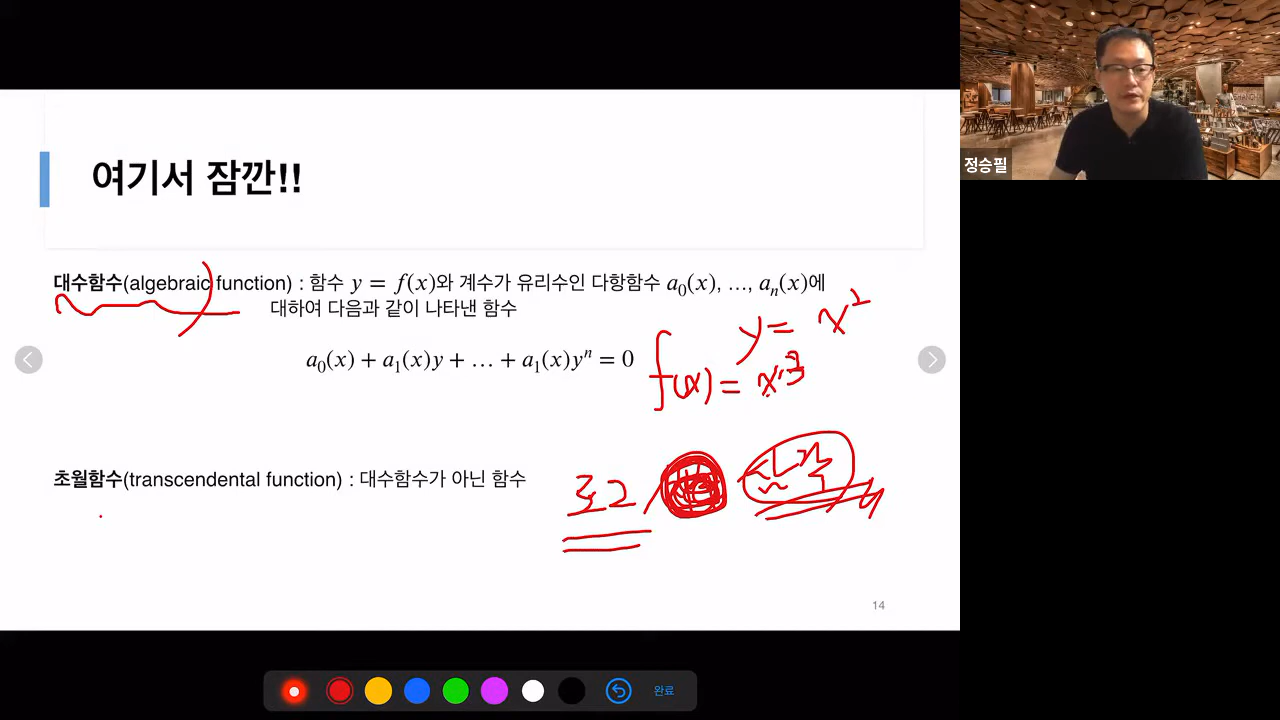 여기서 잠깐!!
정승필
대수함수(algebraic function) : 함수 y = f(x)와 계수가 유리수인 다항함수 a₀(x), …, aₙ(x)에
대하여 다음과 같이 나타낸 함수
y = x²
a₀(x) + a₁(x)y + … + a₁(x)yⁿ = 0
f(x) = x³
초월함수(transcendental function) : 대수함수가 아닌 함수
로그, 삼각
14
완료